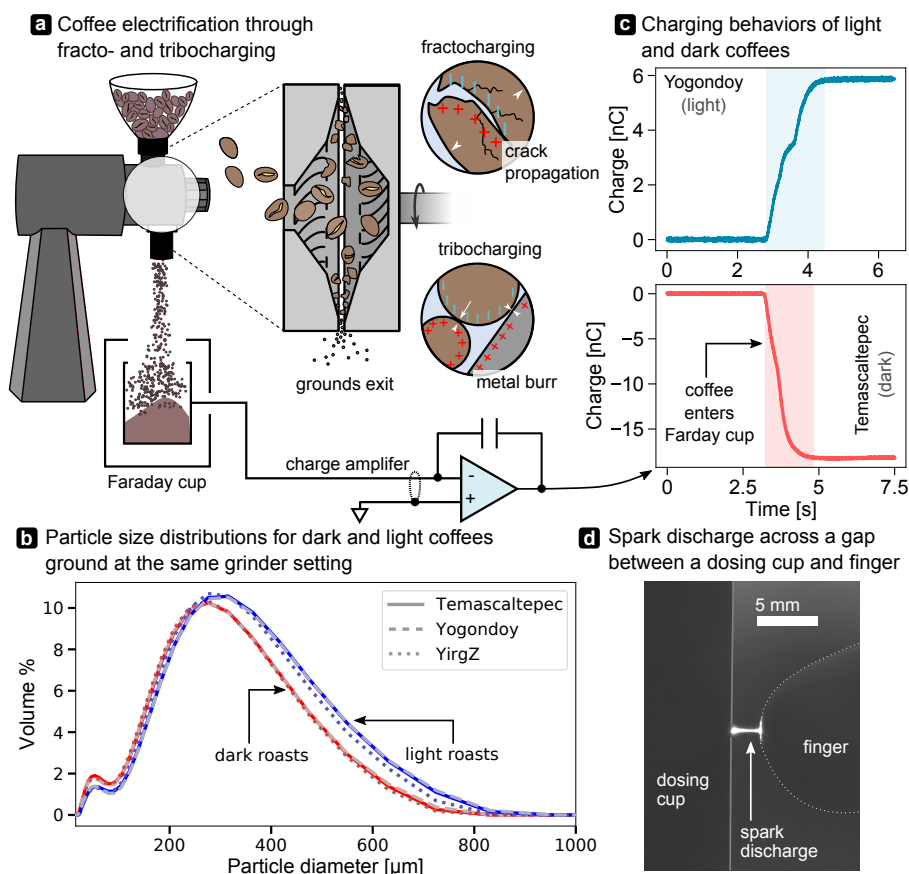 a Coffee electrification through
fracto- and tribocharging
fractocharging
crack
propagation
tribocharging
metal burr
grounds exit
Faraday cup
charge amplifer
-
+
c Charging behaviors of light
and dark coffees
Yogondoy
(light)
Charge [nC]
6
4
2
0
0 2 4 6
Charge [nC]
0
−5
−10
−15
coffee
enters
Farday cup
Temascaltepec
(dark)
0 2.5 5 7.5
Time [s]
b Particle size distributions for dark and light coffees
ground at the same grinder setting
Volume %
10
8
6
4
2
0
Temascaltepec
Yogondoy
YirgZ
dark roasts
light roasts
200 400 600 800 1000
Particle diameter [μm]
d Spark discharge across a gap
between a dosing cup and finger
5 mm
finger
dosing
cup
spark
discharge